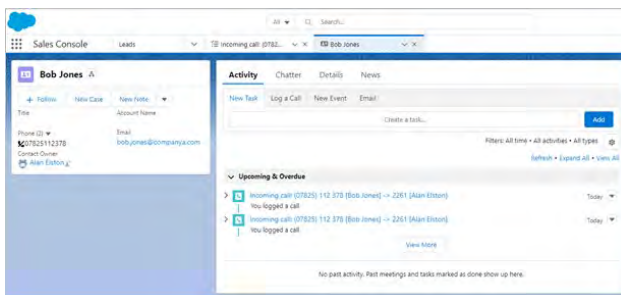 All
Search...
Sales Console
Leads
Incoming call: (0782...
Bob Jones
Bob Jones
+ Follow
New Case
New Note
Title
Account Name
Phone (2)
07825112378
Email
bob.jones@companya.com
Contact Owner
Alan Elston
Activity
Chatter
Details
News
New Task
Log a Call
New Event
Email
Create a task...
Add
Filters: All time • All activities • All types
Refresh • Expand All • View All
Upcoming & Overdue
Incoming call: (07825) 112 378 [Bob Jones] -> 2261 [Alan Elston]
Today
You logged a call
Incoming call: (07825) 112 378 [Bob Jones] -> 2261 [Alan Elston]
Today
You logged a call
View More
No past activity. Past meetings and tasks marked as done show up here.